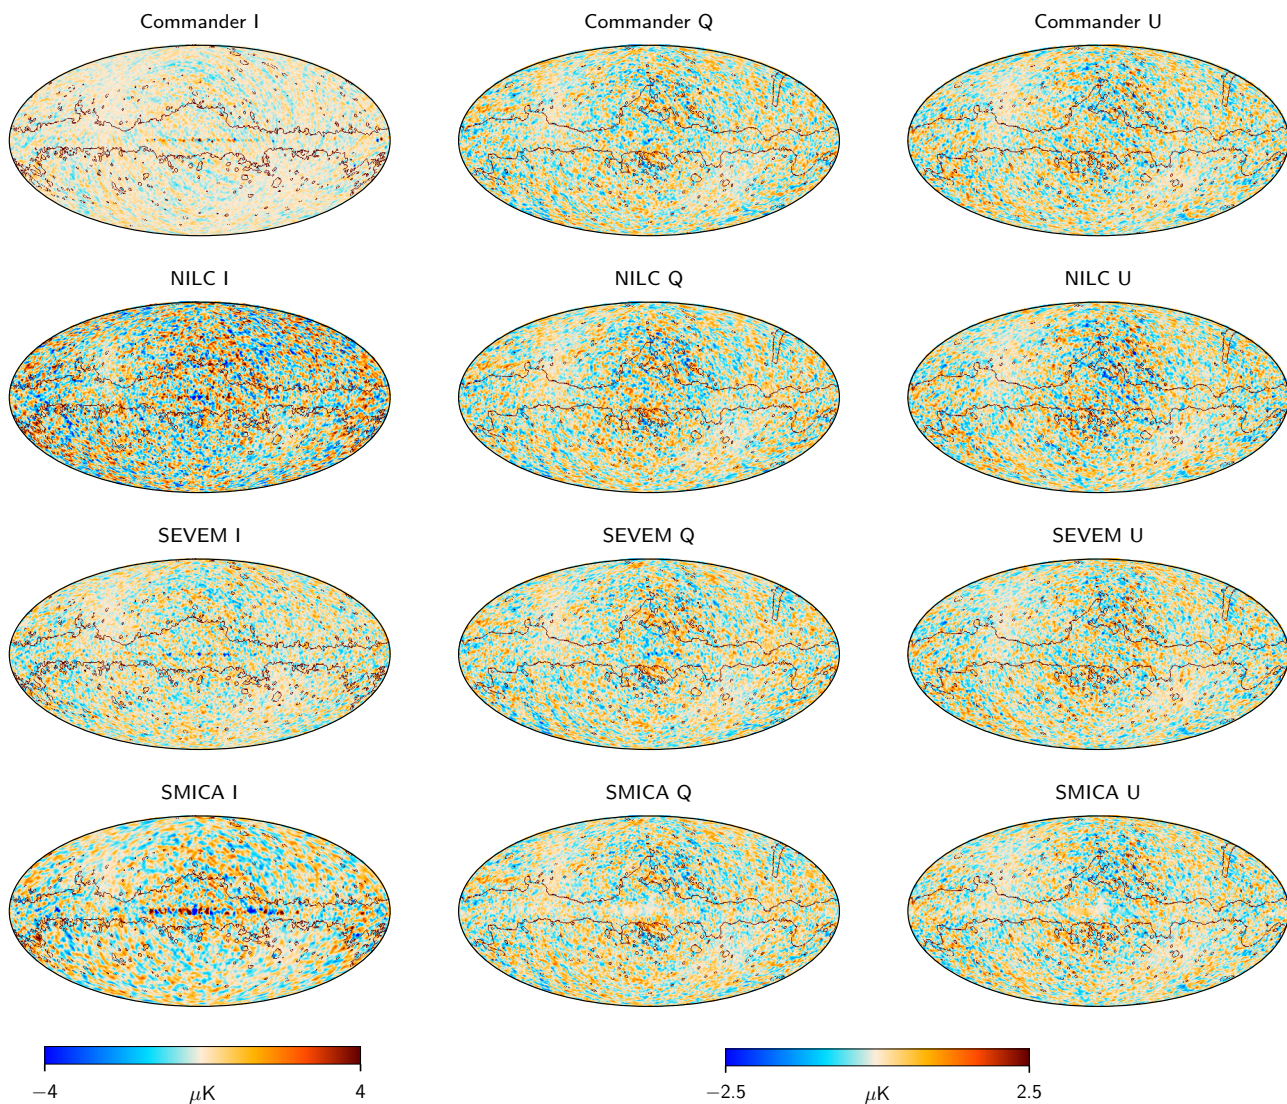 Commander I
Commander Q
Commander U
NILC I
NILC Q
NILC U
SEVEM I
SEVEM Q
SEVEM U
SMICA I
SMICA Q
SMICA U
−4
μK
4
−2.5
μK
2.5